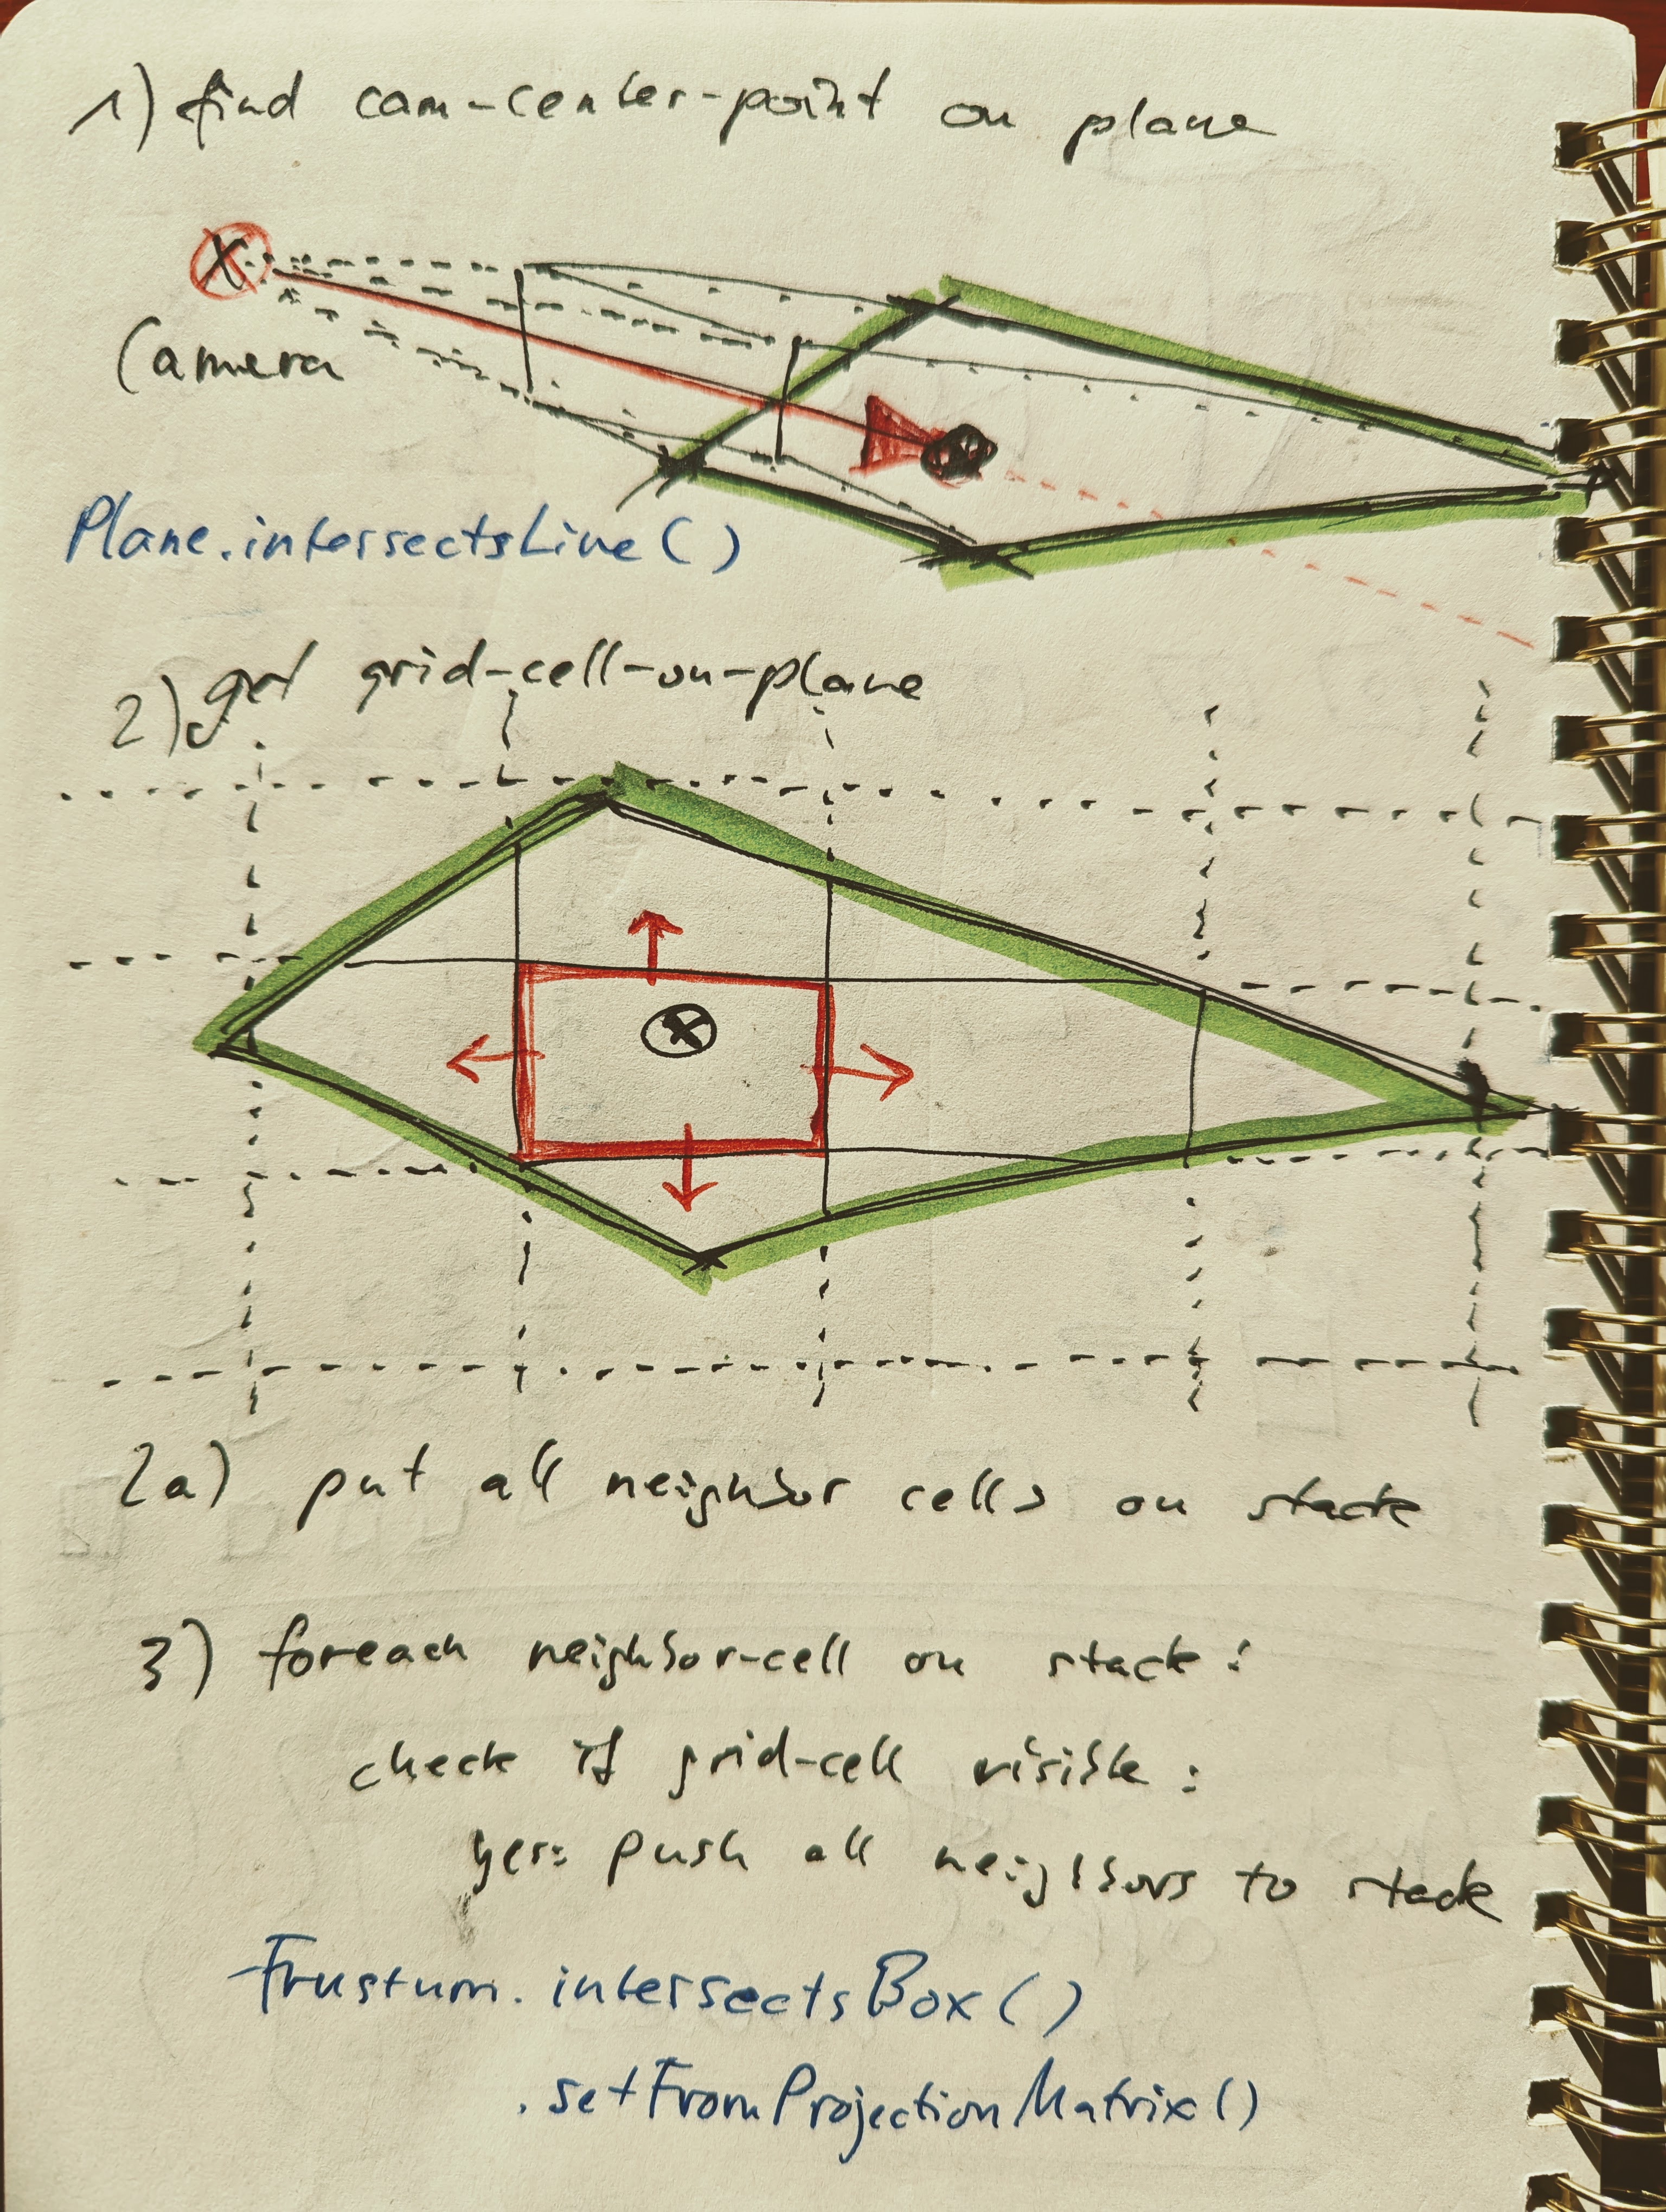 1) find cam-center-point on plane
Camera
Plane.intersectsLine()
2) get grid-cell-on-plane
2a) put all neighbor cells on stack
3) foreach neighbor-cell on stack:
check if grid-cell visible:
yes: push all neighbors to stack
Frustum.intersectsBox()
.setFromProjectionMatrix()